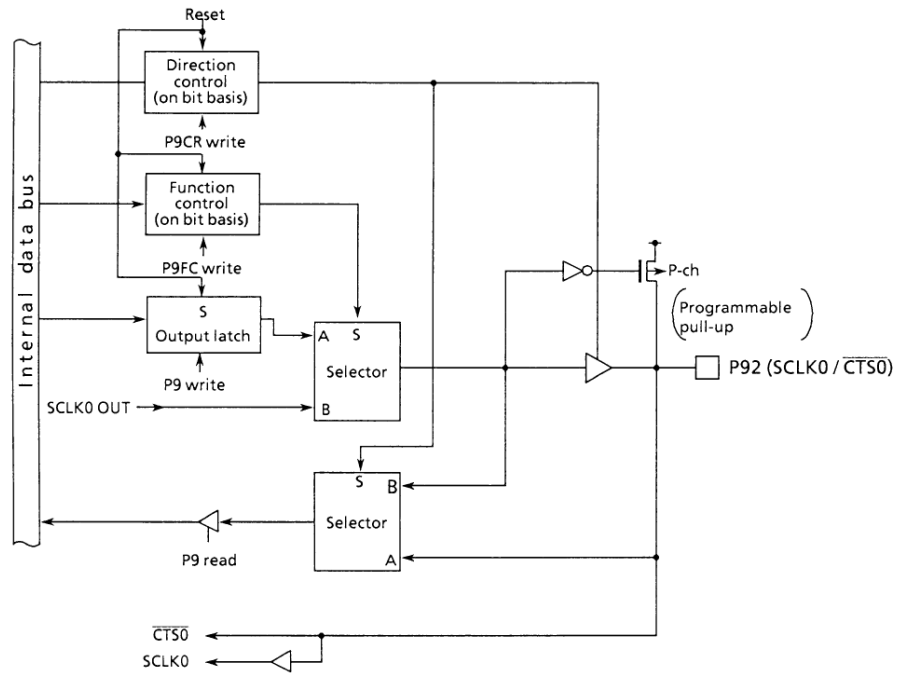 Reset
Direction
control
(on bit basis)
P9CR write
Function
control
(on bit basis)
P9FC write
S
Output latch
P9 write
SCLK0 OUT
A
S
Selector
B
Internal data bus
P-ch
(Programmable
pull-up)
P92 (SCLK0 / CTS0)
S
B
Selector
A
P9 read
CTS0
SCLK0